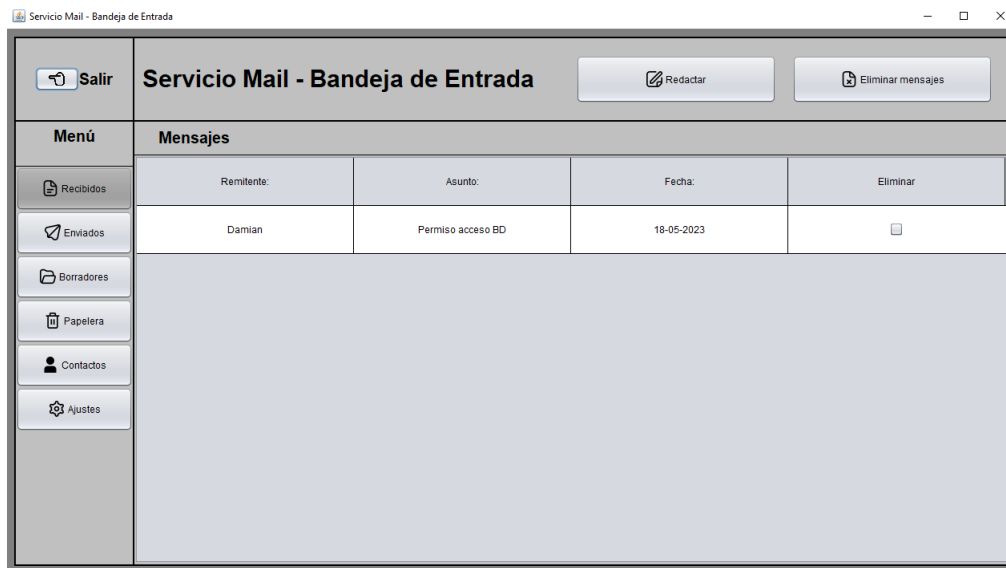 Servicio Mail - Bandeja de Entrada
Salir
Servicio Mail - Bandeja de Entrada
Redactar
Eliminar mensajes
Menú
Mensajes
Recibidos
Enviados
Borradores
Papelera
Contactos
Ajustes
Remitente: Asunto: Fecha: Eliminar
Damian Permiso acceso BD 18-05-2023